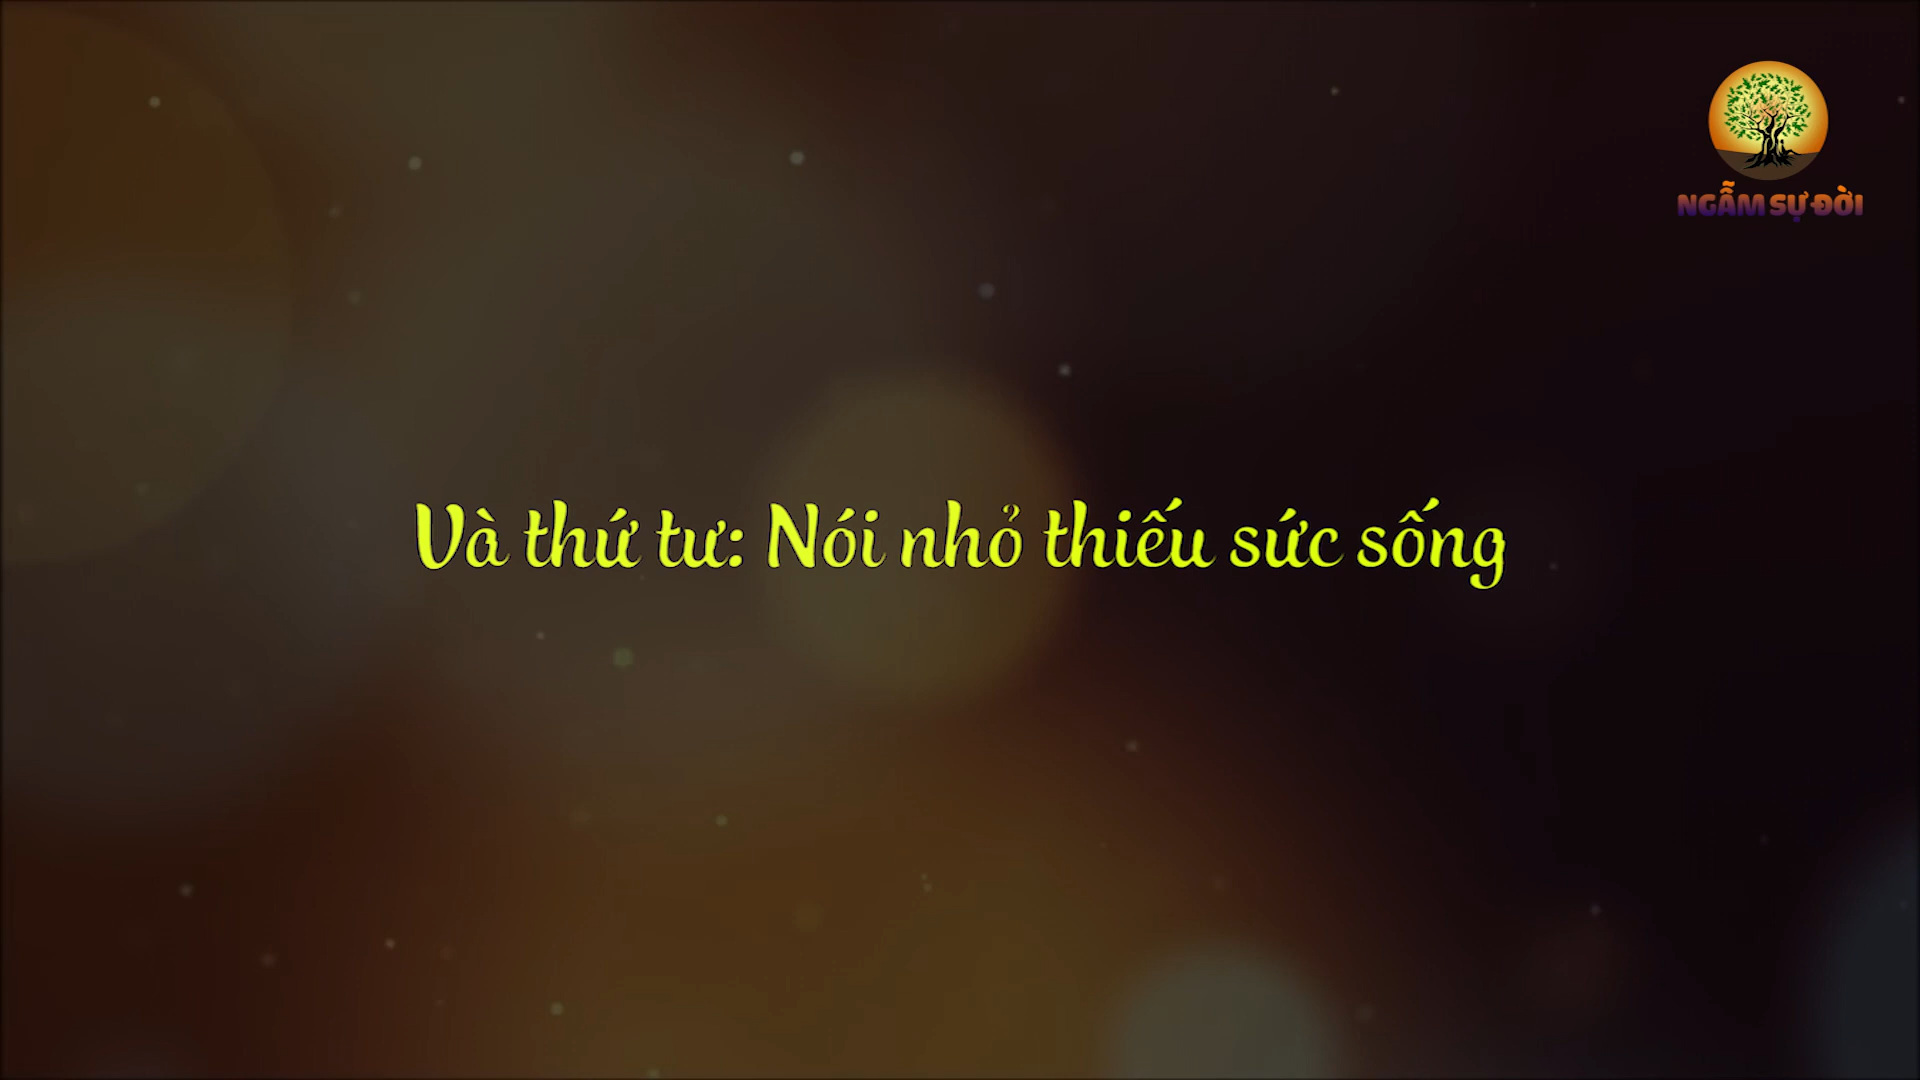 NGẪM SỰ ĐỜI
Và thứ tư: Nói nhỏ thiếu sức sống